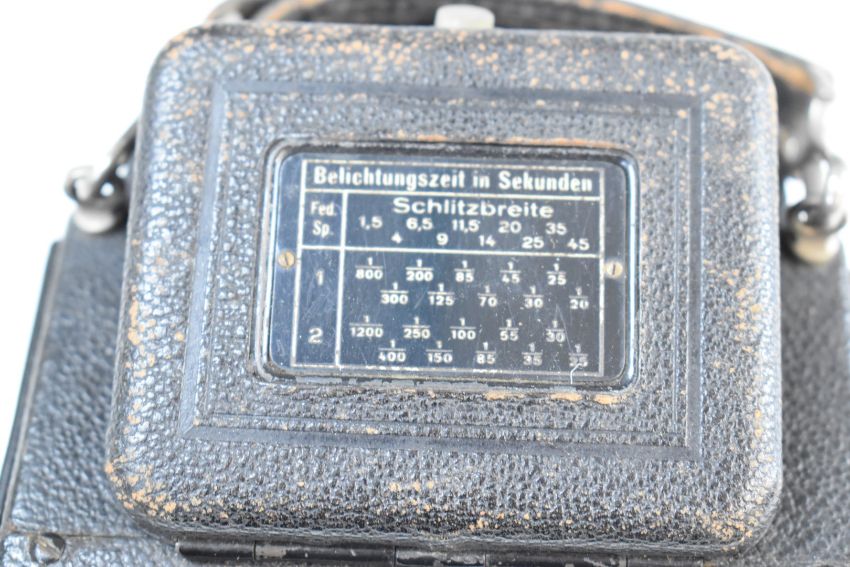 Belichtungszeit in Sekunden
Fed. Sp.
Schlitzbreite
1,5 6,5 11,5 20 35
4 9 14 25 45
1
1/800 1/200 1/85 1/45 1/25
1/300 1/125 1/70 1/30 1/20
2
1/1200 1/250 1/100 1/55 1/30
1/400 1/150 1/85 1/35 1/25